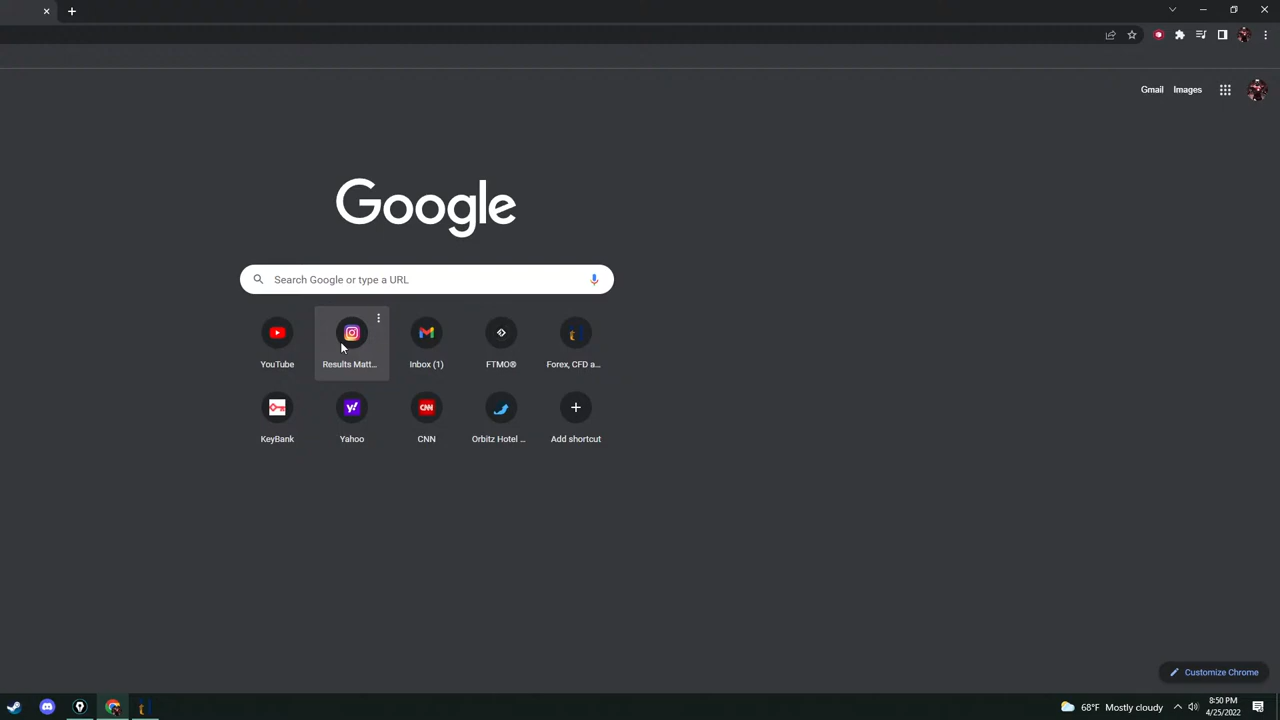 Gmail Images
Google
Search Google or type a URL
YouTube Results Matt... Inbox (1) FTMO® Forex, CFD a...
KeyBank Yahoo CNN Orbitz Hotel ... Add shortcut
Customize Chrome
68°F Mostly cloudy 8:50 PM
4/25/2022